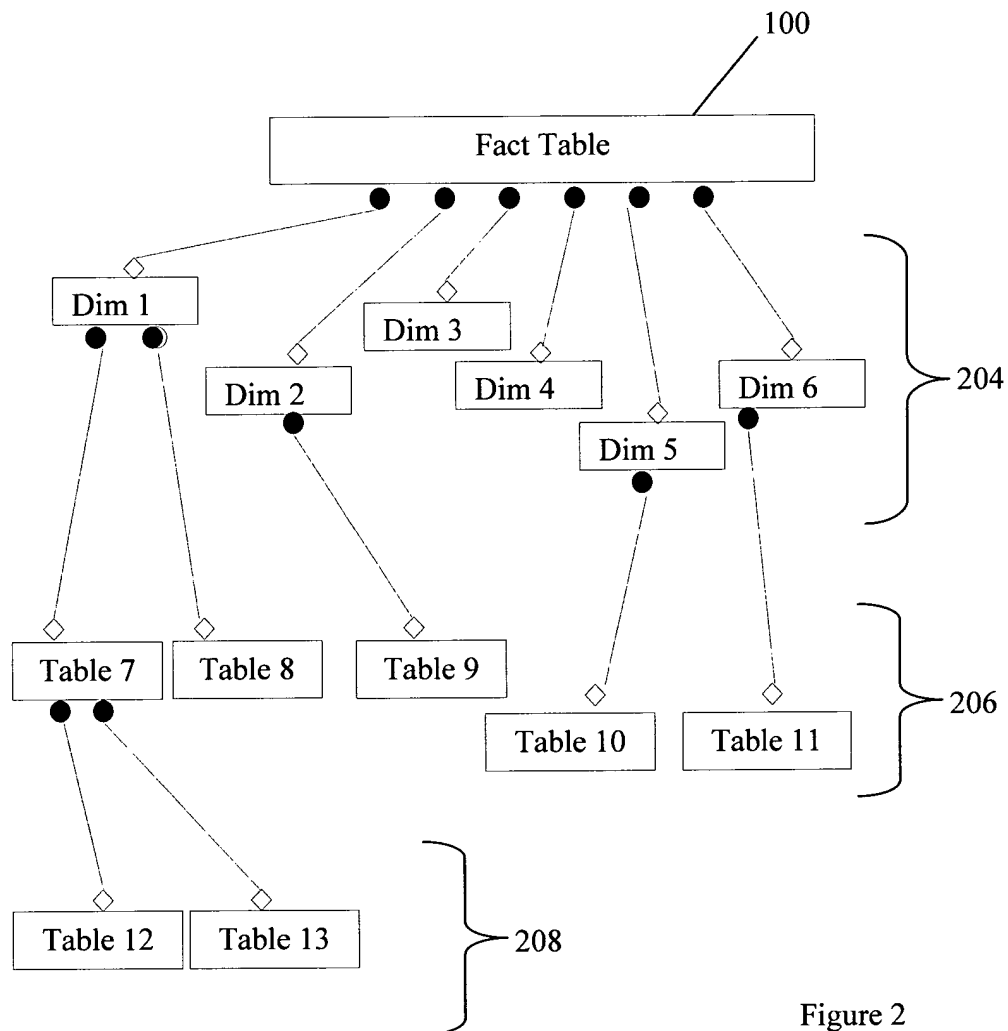 100
Fact Table
Dim 1
Dim 2
Dim 3
Dim 4
Dim 5
Dim 6
204
Table 7
Table 8
Table 9
Table 10
Table 11
206
Table 12
Table 13
208
Figure 2